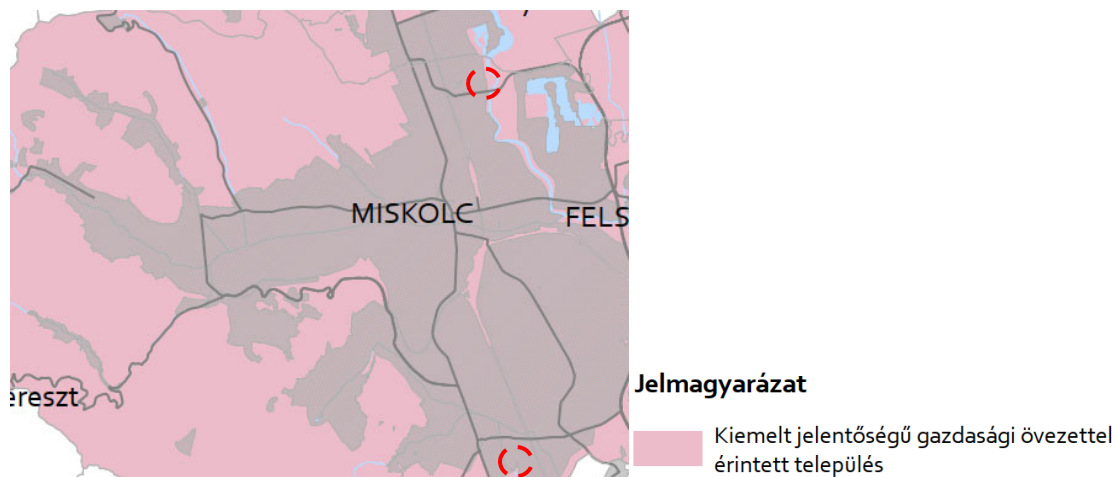 MISKOLC
FELS
ereszt
Jelmagyarázat
Kiemelt jelentőségű gazdasági övezettel
érintett település